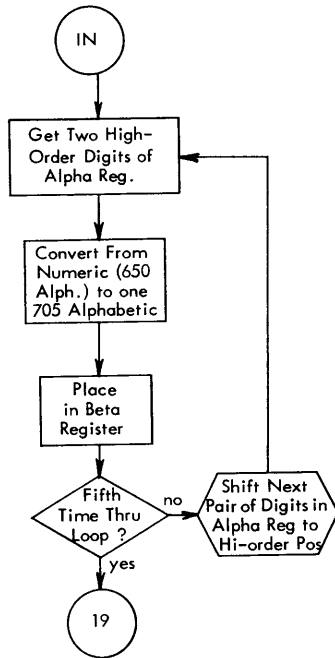 IN
Get Two High-
Order Digits of
Alpha Reg.
Convert From
Numeric (650
Alph.) to one
705 Alphabetic
Place
in Beta
Register
Fifth
Time Thru
Loop ?
no
Shift Next
Pair of Digits in
Alpha Reg to
Hi-order Pos
yes
19